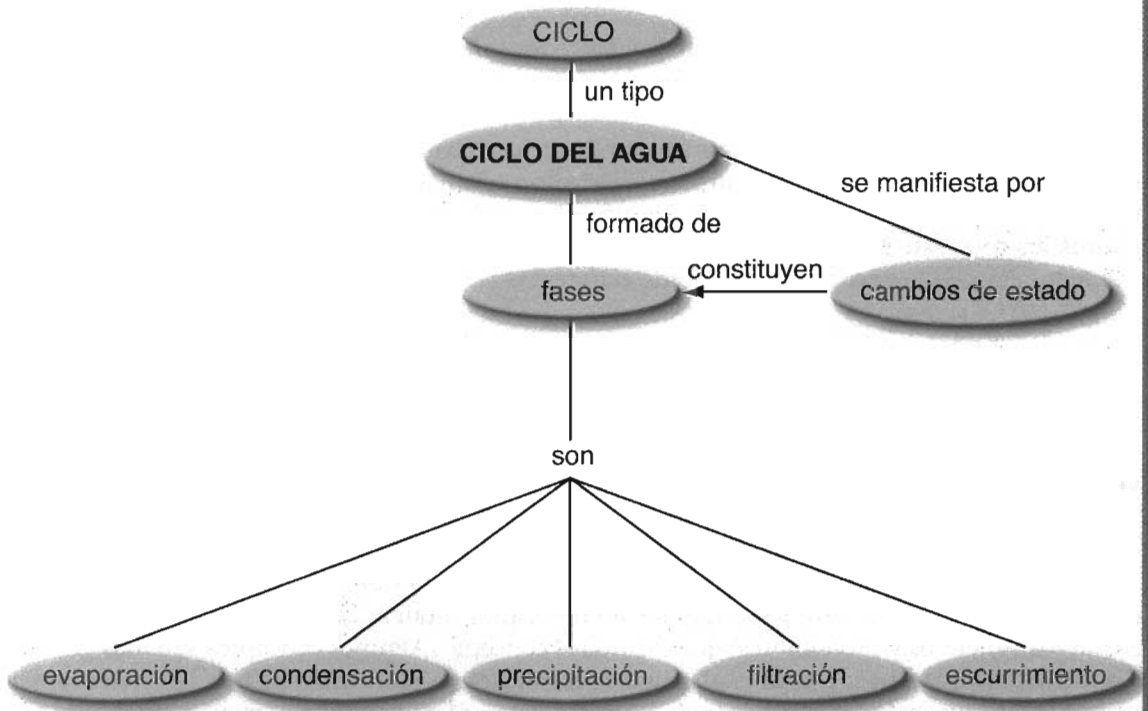 CICLO
un tipo
CICLO DEL AGUA
se manifiesta por
formado de
constituyen
fases
cambios de estado
son
evaporación
condensación
precipitación
filtración
escurrimiento